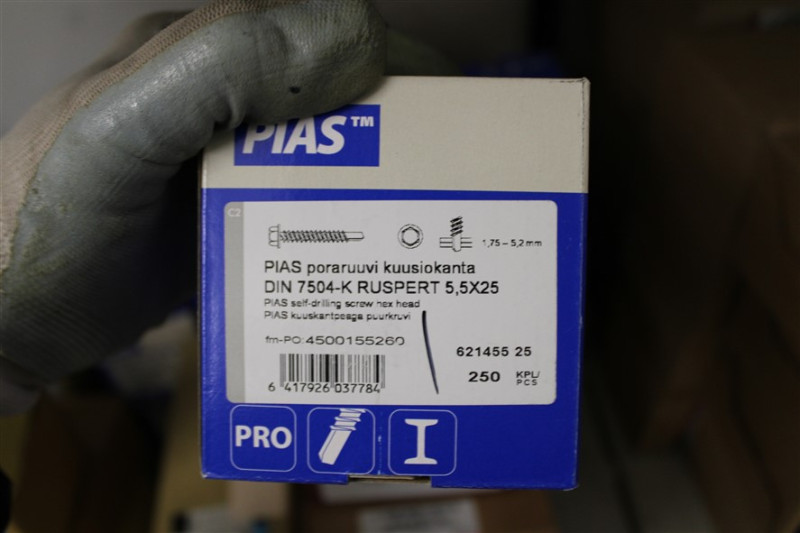 PIAS™
C2
1,75 – 5,2 mm
PIAS poraruuvi kuusiokanta
DIN 7504-K RUSPERT 5,5X25
PIAS self-drilling screw hex head
PIAS kuuskantpeaga puurkruvi
fm-PO:4500155260
621455 25
250 KPL/
PCS
6 417926 037784
PRO